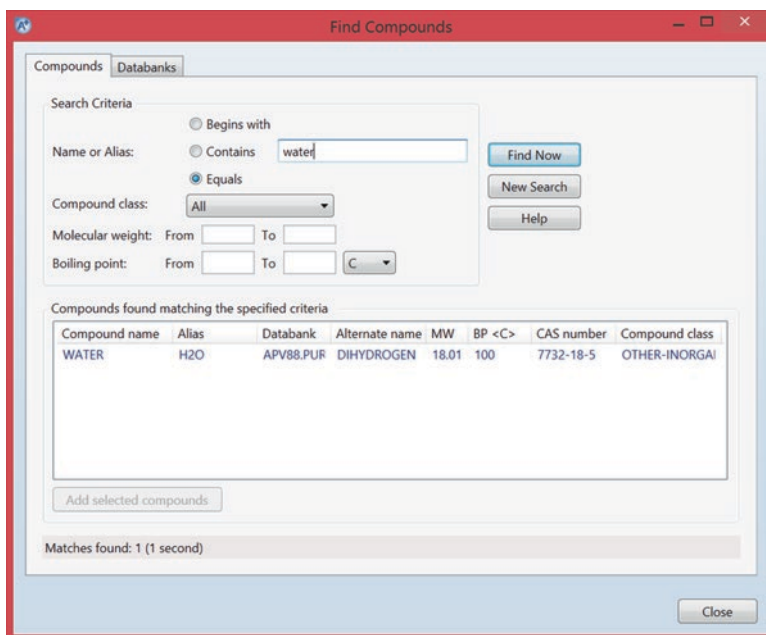 Find Compounds
Compounds Databanks
Search Criteria
Begins with
Name or Alias: Contains water
Equals
Compound class: All
Molecular weight: From To
Boiling point: From To C
Find Now
New Search
Help
Compounds found matching the specified criteria
Compound name Alias Databank Alternate name MW BP <C> CAS number Compound class
WATER H2O APV88.PUR DIHYDROGEN 18.01 100 7732-18-5 OTHER-INORGAI
Add selected compounds
Matches found: 1 (1 second)
Close